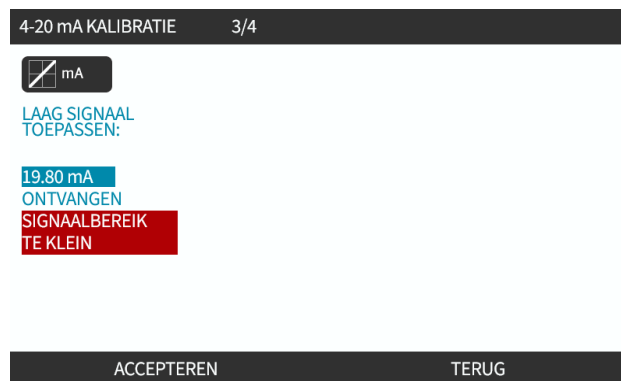 4-20 mA KALIBRATIE 3/4
mA
LAAG SIGNAAL
TOEPASSEN:
19.80 mA
ONTVANGEN
SIGNAALBEREIK
TE KLEIN
ACCEPTEREN TERUG